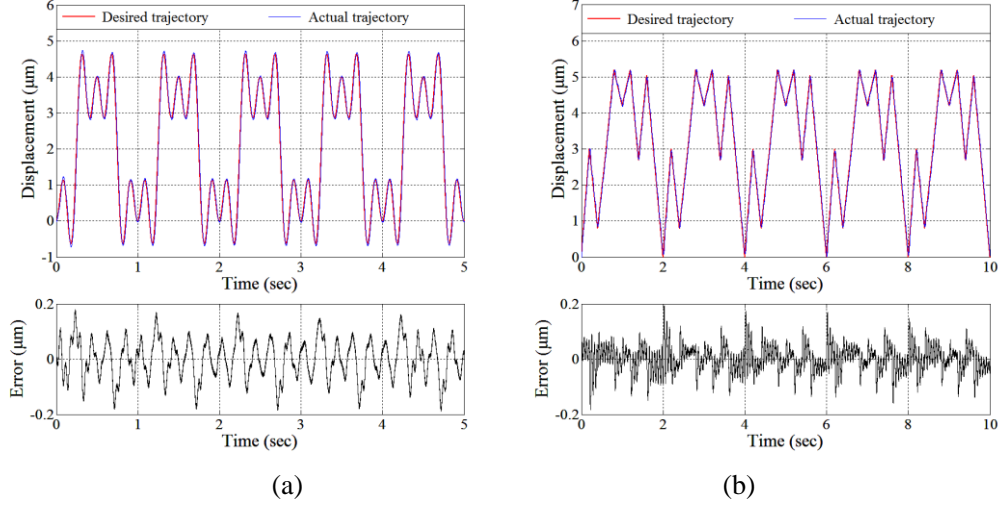 Desired trajectory Actual trajectory
6
5
4
3
2
1
0
-1
Displacement (μm)
0 1 2 3 4 5
Time (sec)
0.2
0
-0.2
Error (μm)
0 1 2 3 4 5
Time (sec)
(a)
Desired trajectory Actual trajectory
7
6
5
4
3
2
1
0
Displacement (μm)
0 2 4 6 8 10
Time (sec)
0.2
0
-0.2
Error (μm)
0 2 4 6 8 10
Time (sec)
(b)